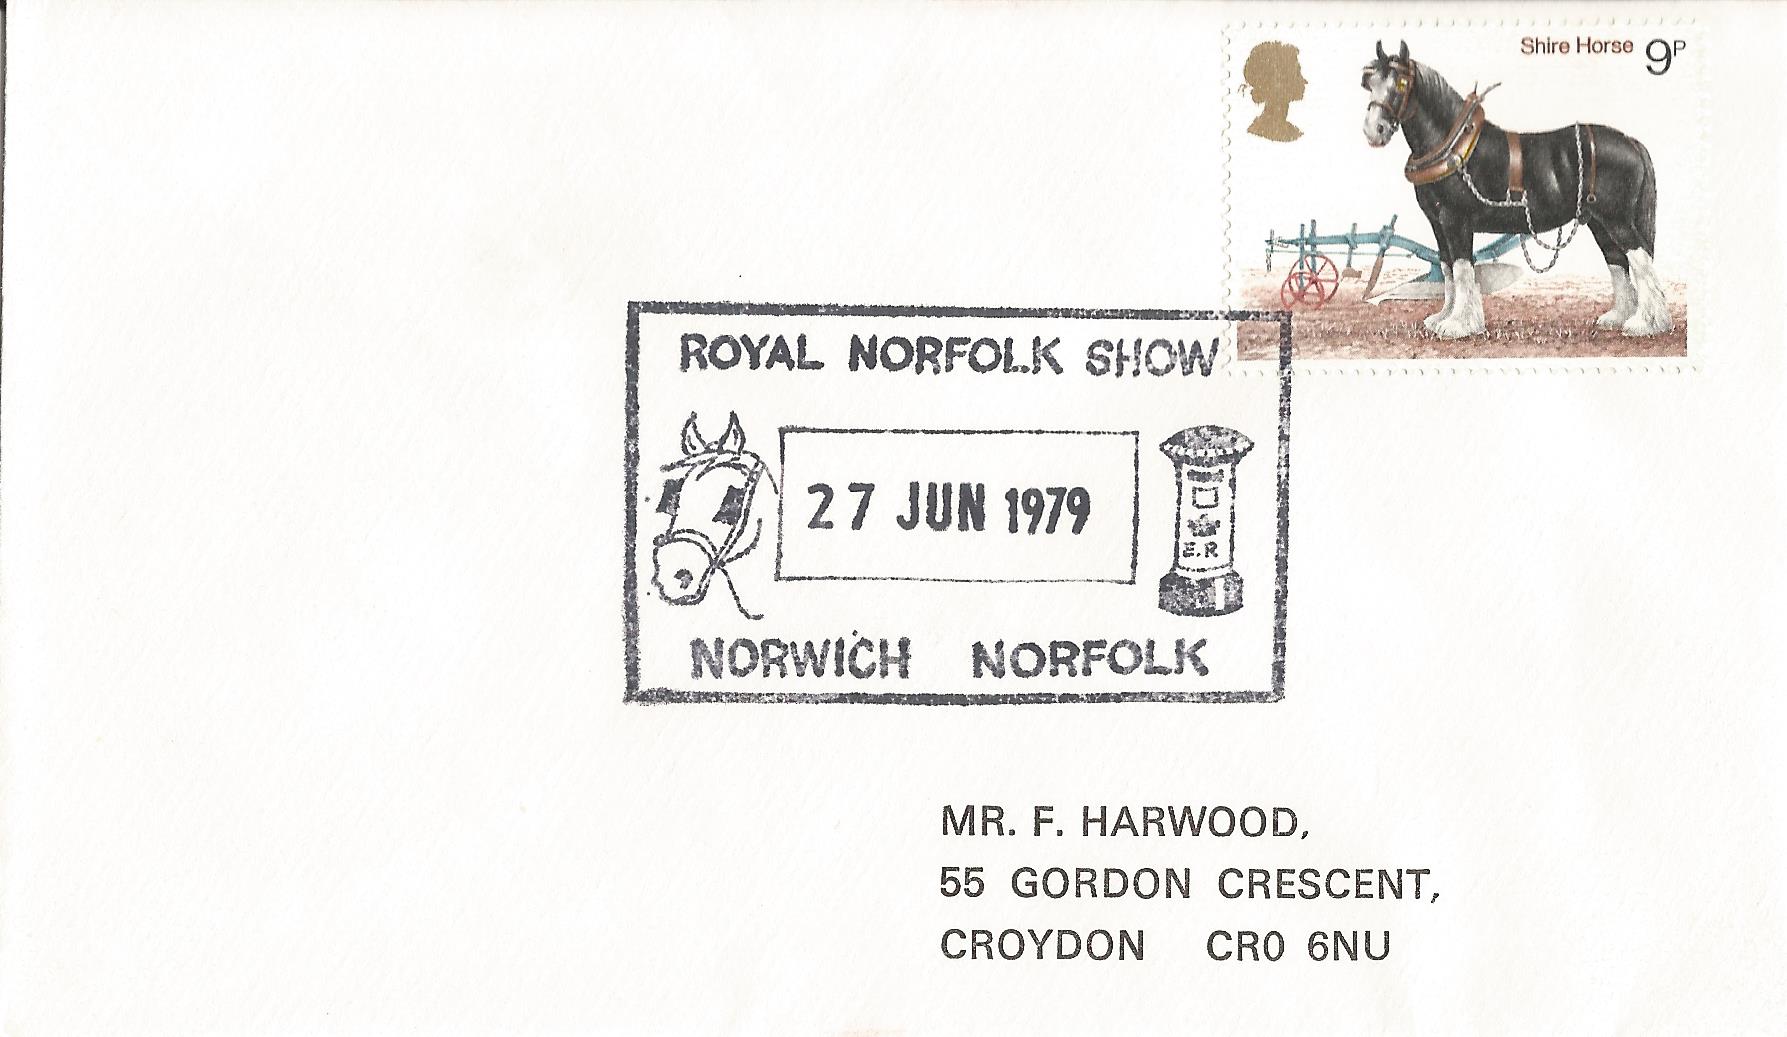 Shire Horse 9P
ROYAL NORFOLK SHOW
27 JUN 1979
E.R
NORWICH NORFOLK
MR. F. HARWOOD,
55 GORDON CRESCENT,
CROYDON CR0 6NU